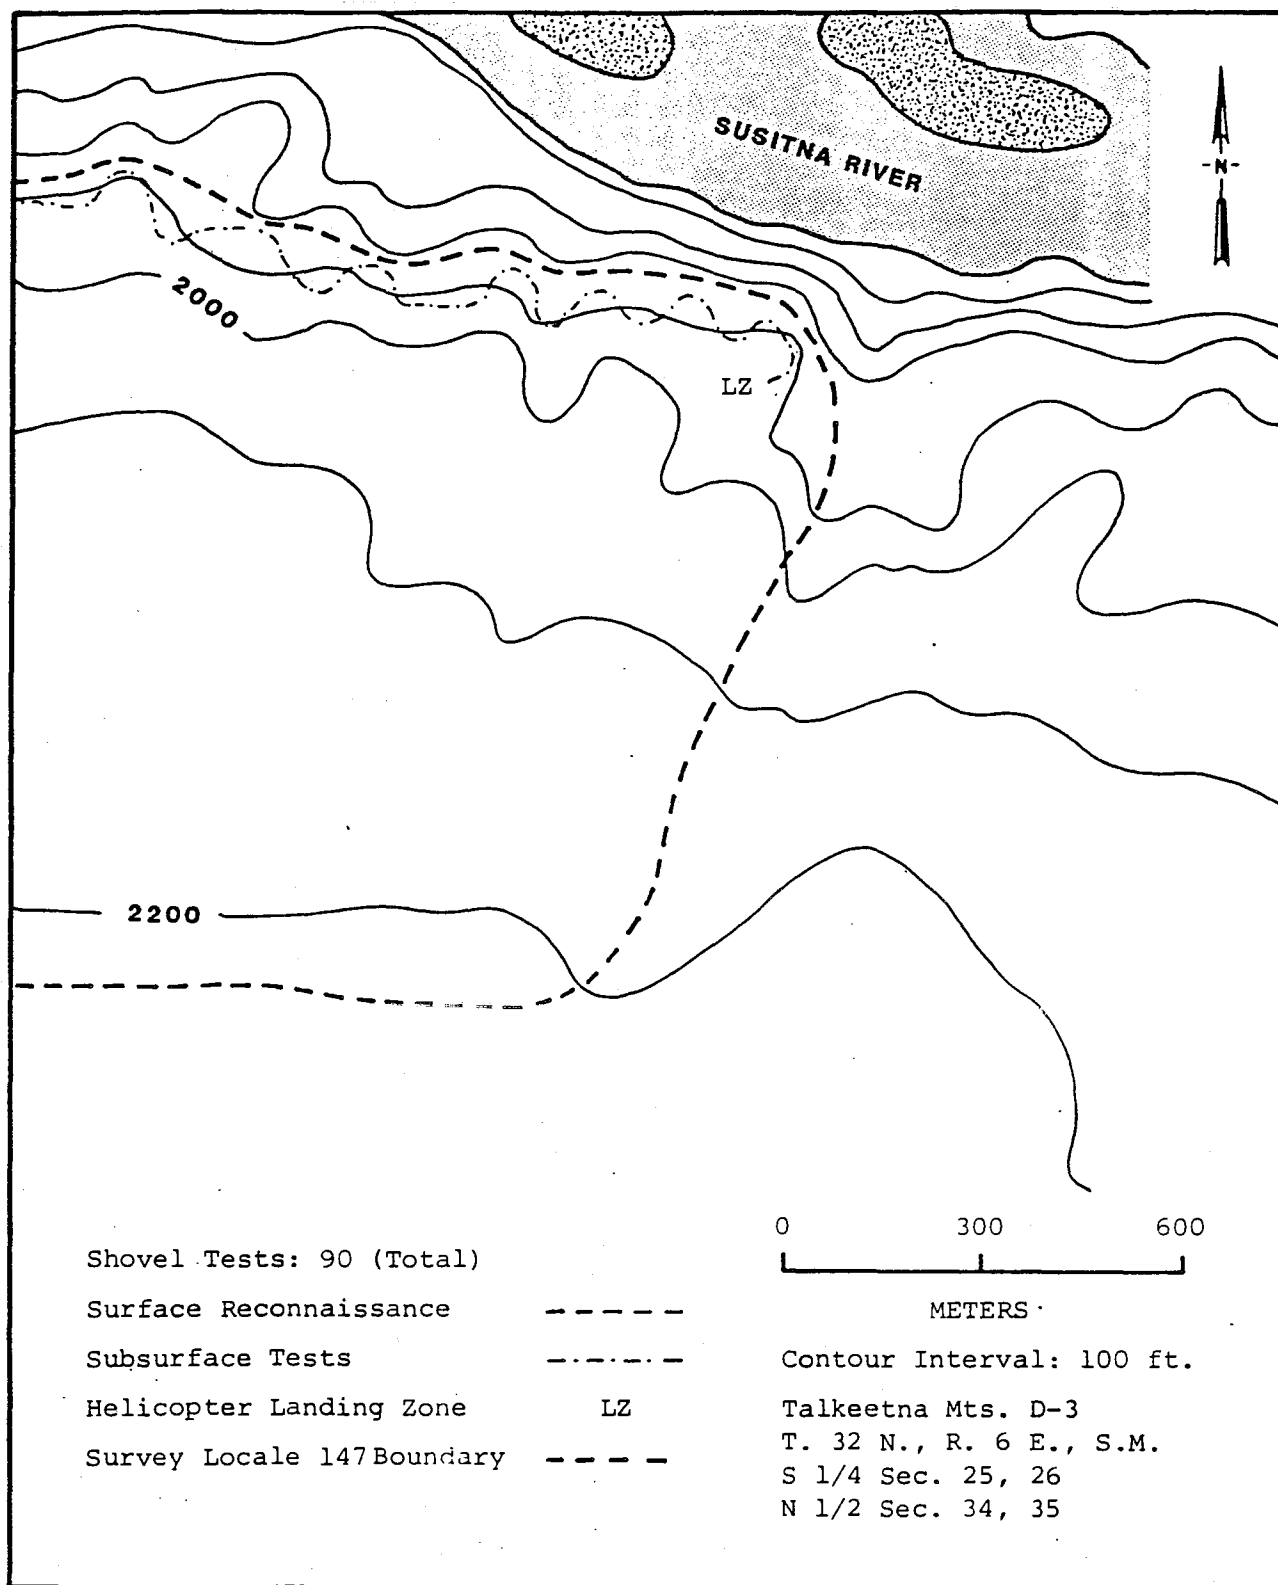 SUSITNA RIVER
-N-
2000
LZ
2200
0 300 600
METERS
Shovel Tests: 90 (Total)
Surface Reconnaissance
Subsurface Tests
Helicopter Landing Zone LZ
Survey Locale 147 Boundary
Contour Interval: 100 ft.
Talkeetna Mts. D-3
T. 32 N., R. 6 E., S.M.
S 1/4 Sec. 25, 26
N 1/2 Sec. 34, 35